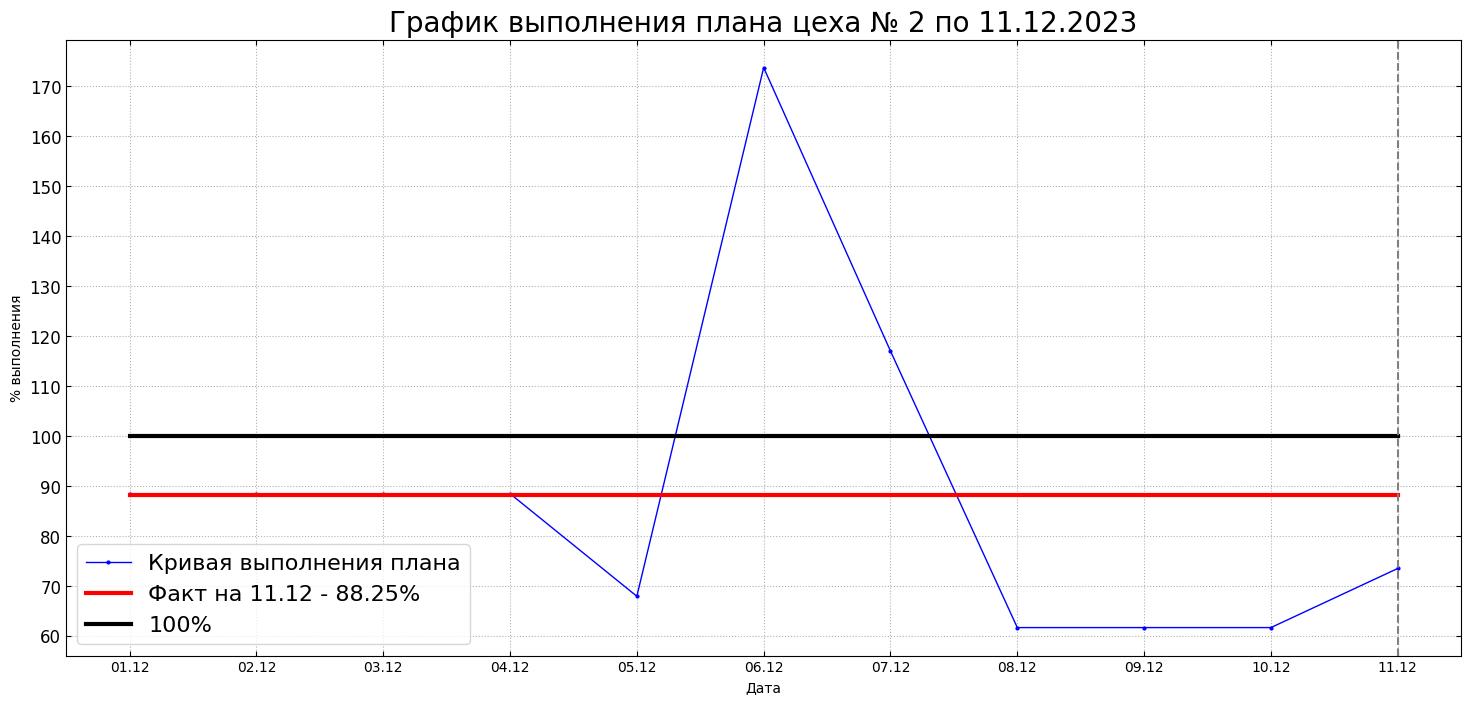 График выполнения плана цеха № 2 по 11.12.2023
% выполнения
170
160
150
140
130
120
110
100
90
80
70
60
Кривая выполнения плана
Факт на 11.12 - 88.25%
100%
01.12 02.12 03.12 04.12 05.12 06.12 07.12 08.12 09.12 10.12 11.12
Дата